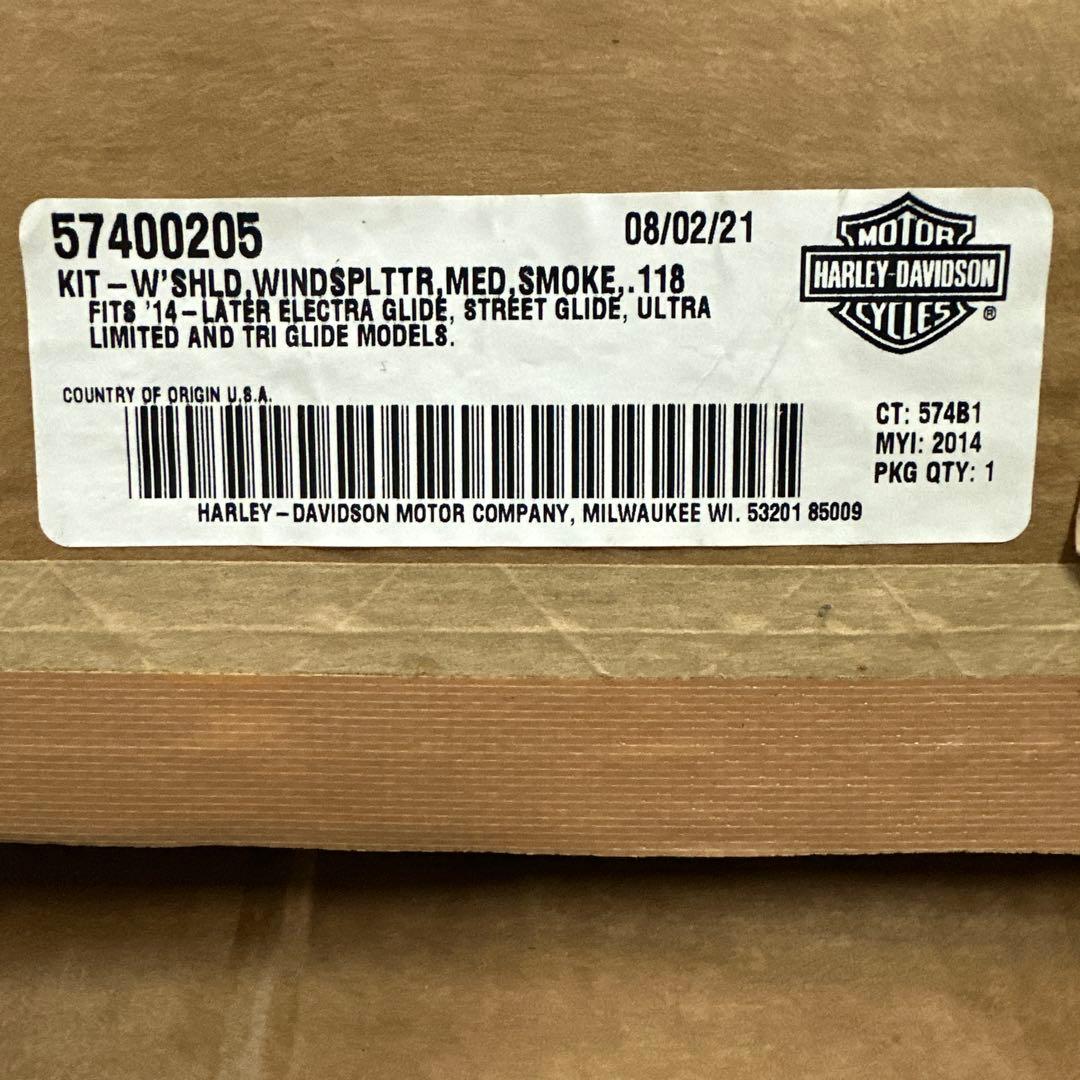 57400205
08/02/21
KIT-W'SHLD,WINDSPLTTR,MED,SMOKE,.118
FITS '14-LATER ELECTRA GLIDE, STREET GLIDE, ULTRA
LIMITED AND TRI GLIDE MODELS.
MOTOR
HARLEY-DAVIDSON
CYCLES
®
COUNTRY OF ORIGIN U.S.A.
CT: 574B1
MYI: 2014
PKG QTY: 1
HARLEY-DAVIDSON MOTOR COMPANY, MILWAUKEE WI. 53201 85009